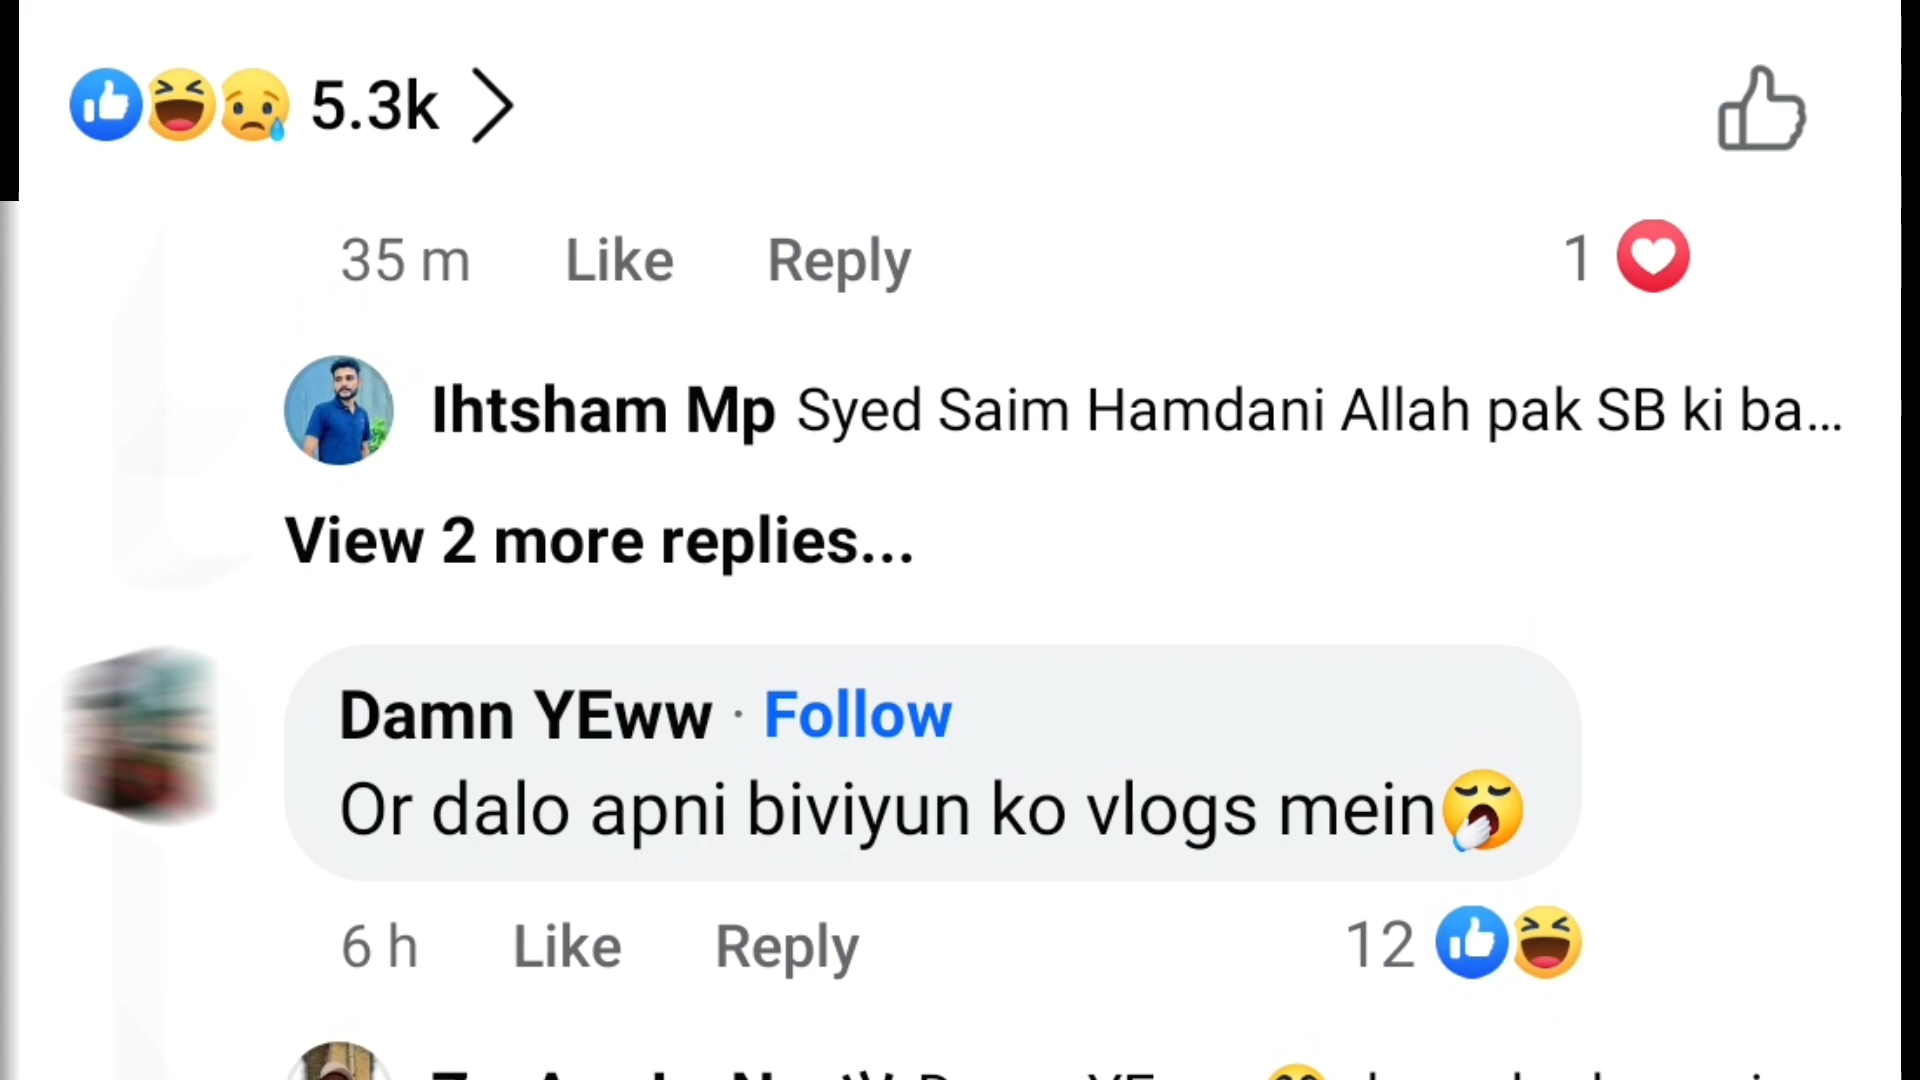 5.3k
35 m Like Reply 1
Ihtsham Mp Syed Saim Hamdani Allah pak SB ki ba...
View 2 more replies...
Damn YEww · Follow
Or dalo apni biviyun ko vlogs mein🥱
6 h Like Reply 12